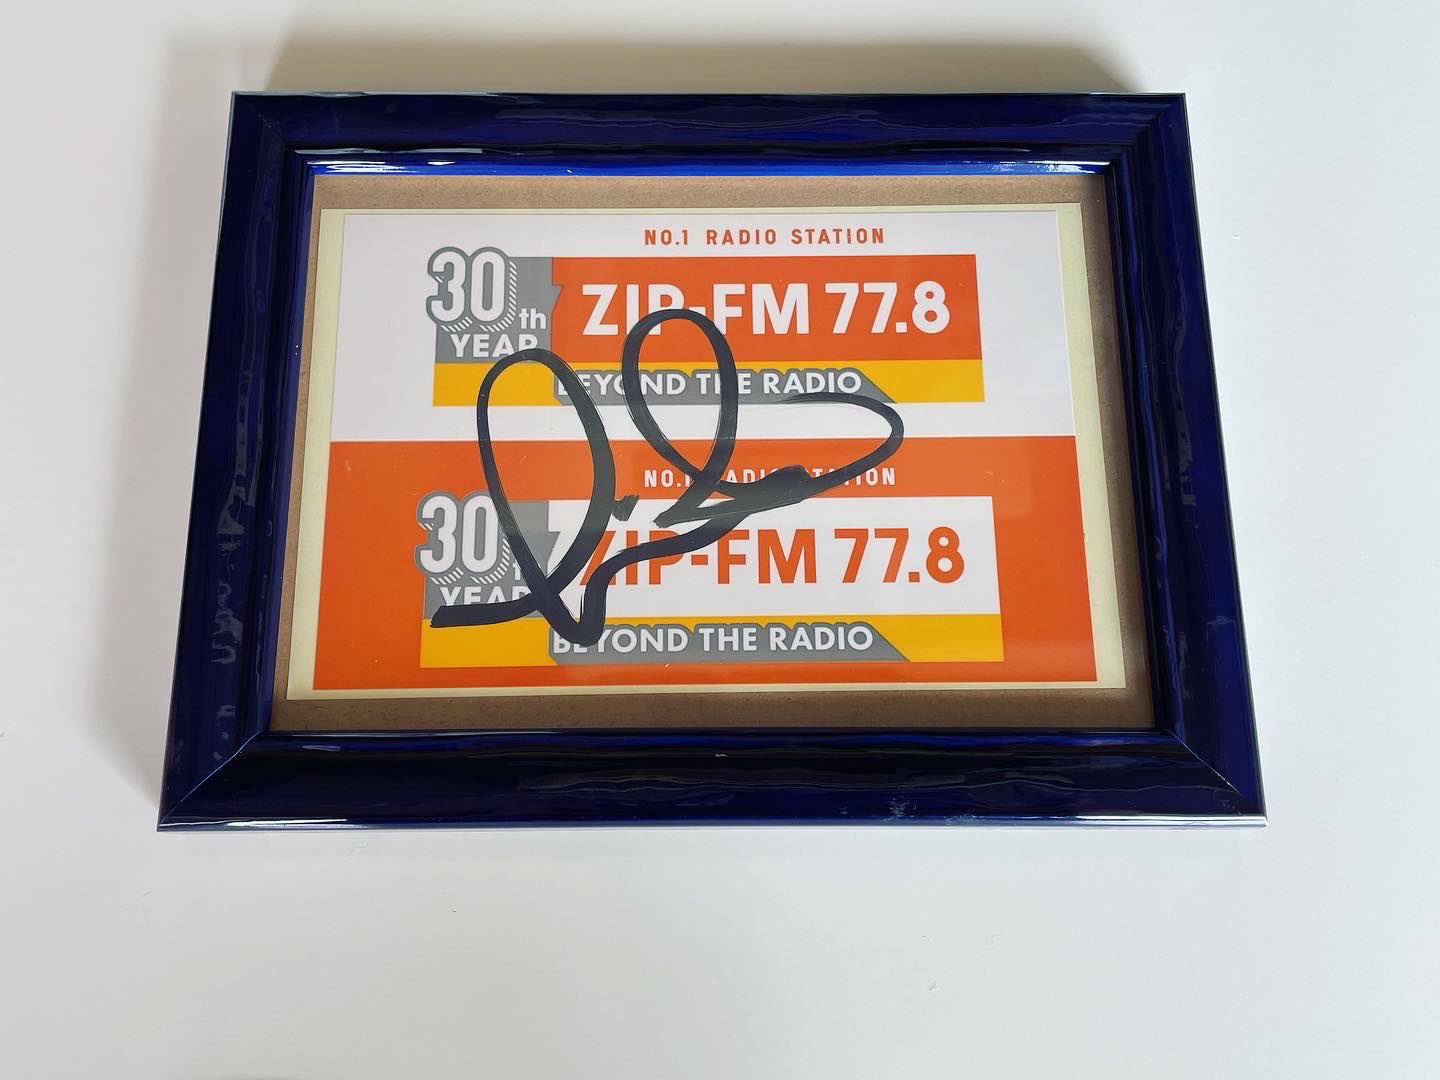 NO.1 RADIO STATION
30th
YEAR
ZIP-FM 77.8
BEYOND THE RADIO
NO.1 RADIO STATION
30th
YEAR
ZIP-FM 77.8
BEYOND THE RADIO